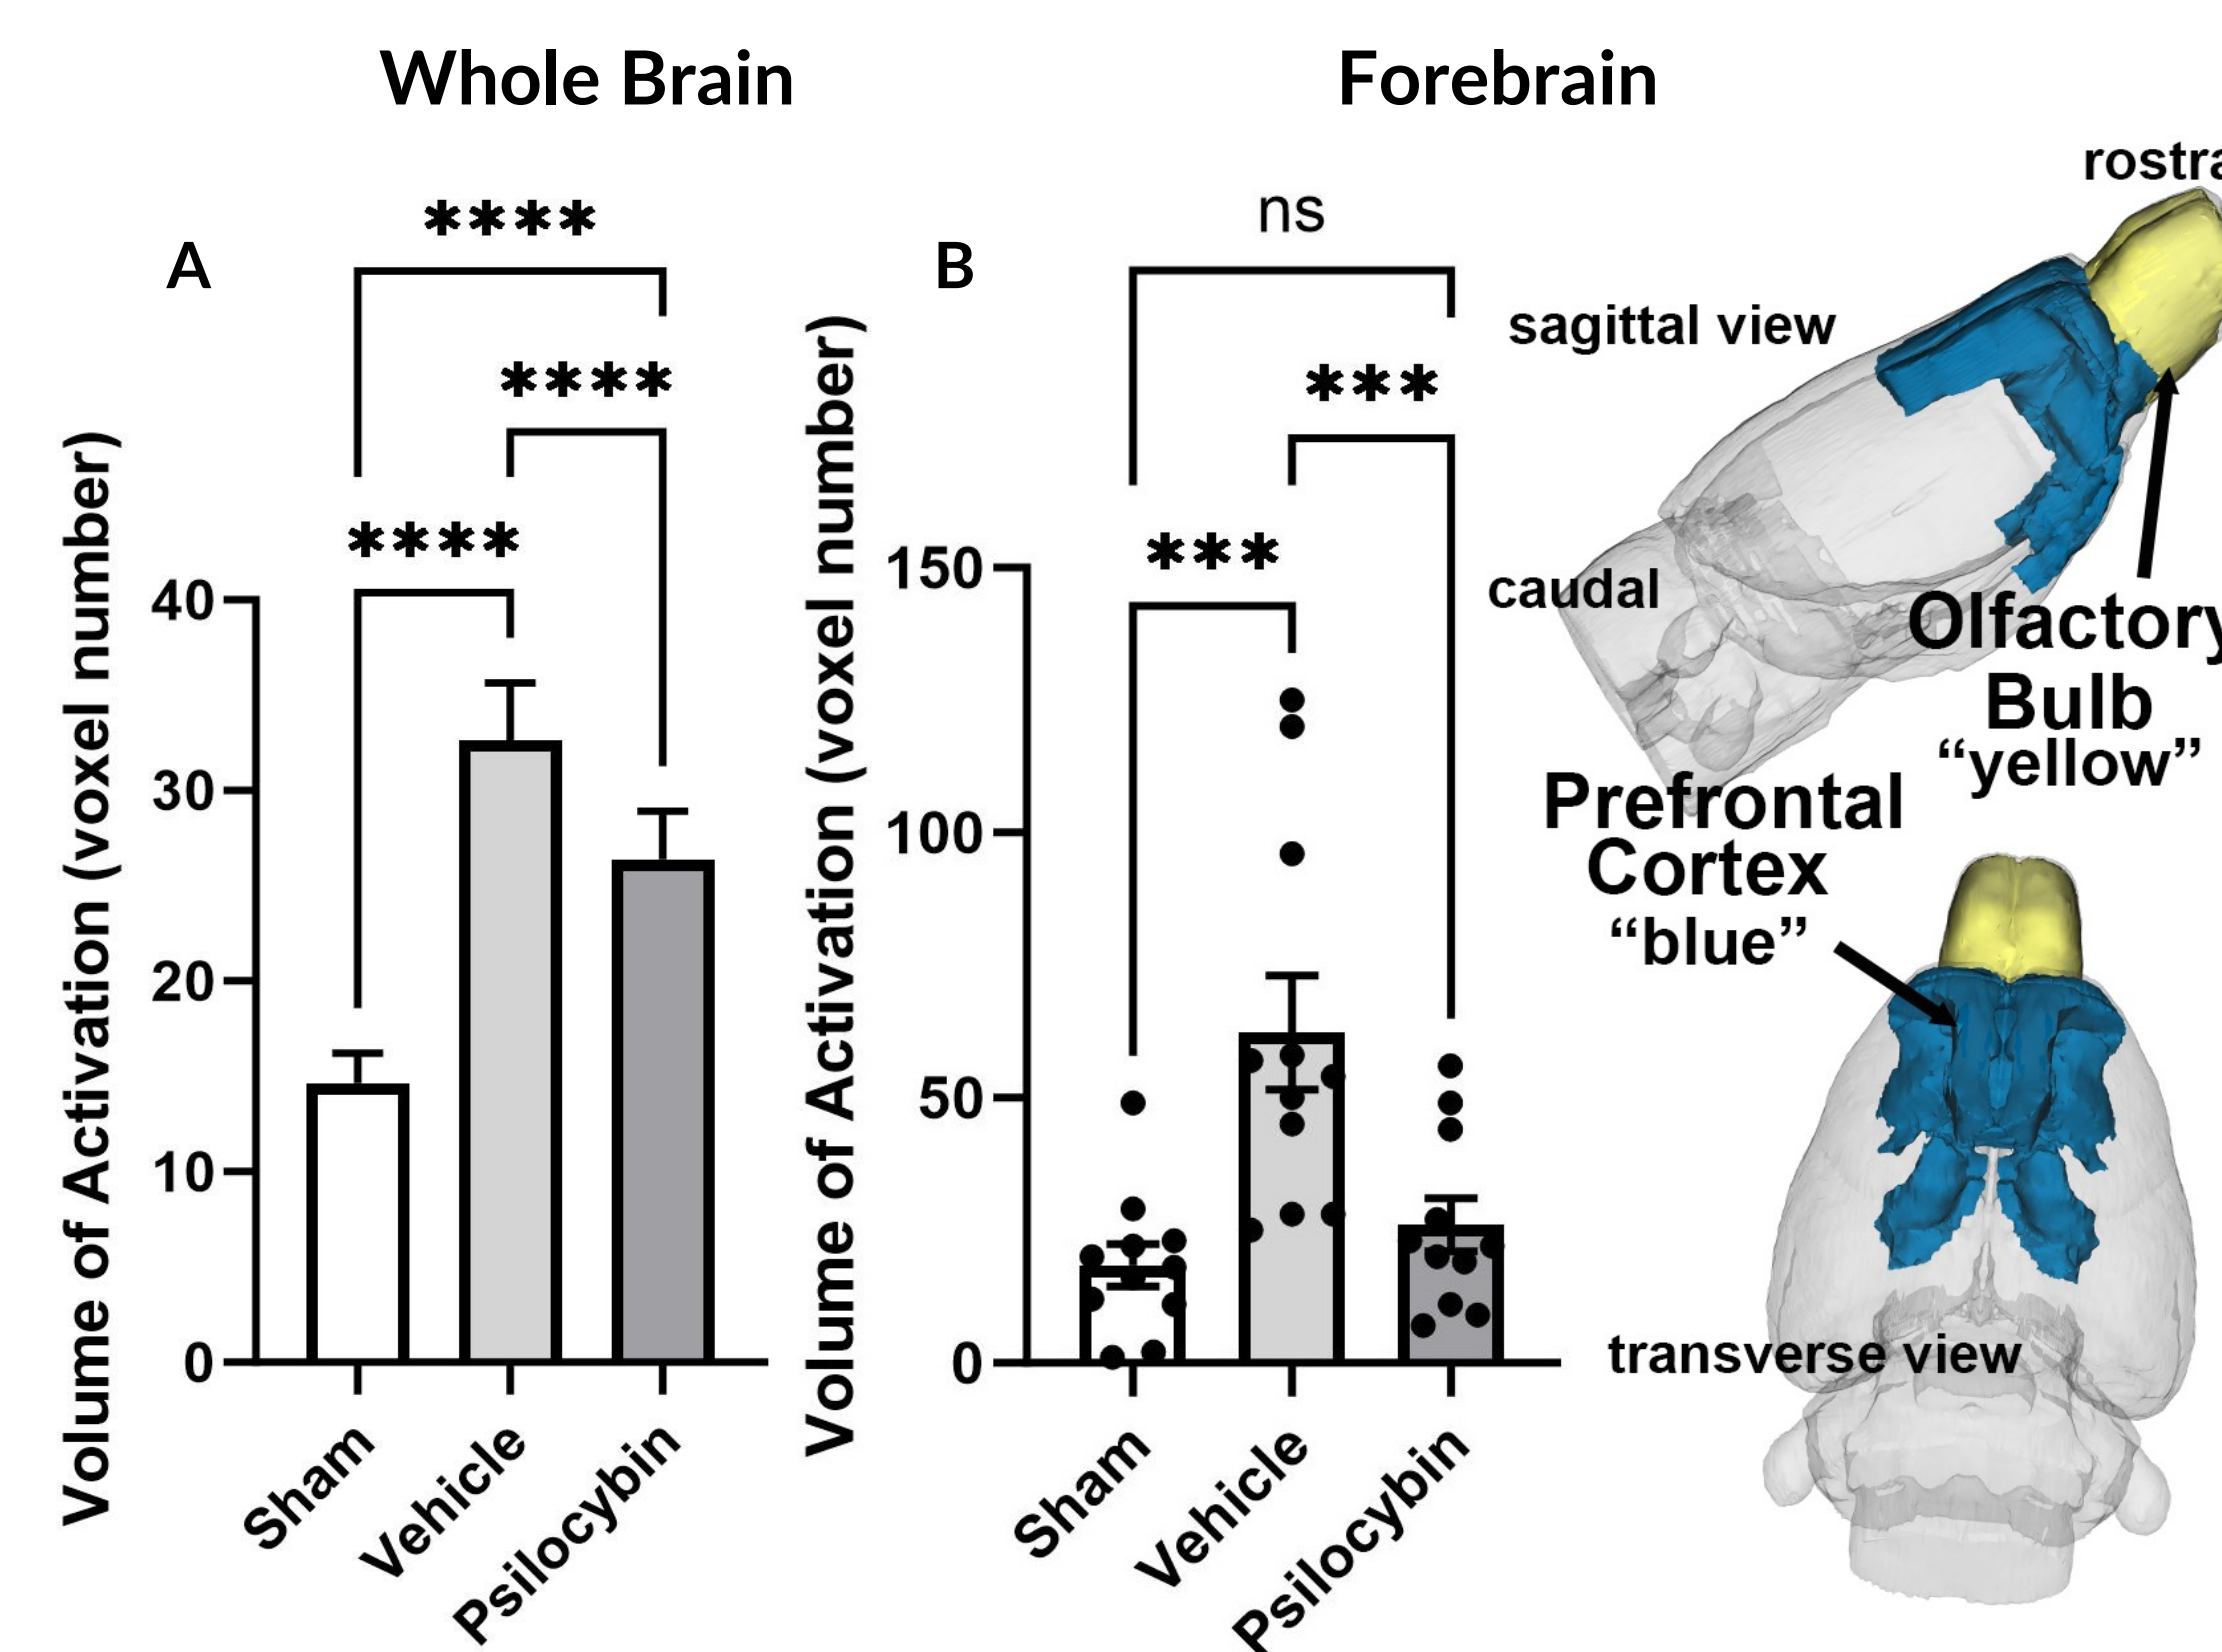 Whole Brain
Forebrain
A
****
****
****
Volume of Activation (voxel number)
40
30
20
10
0
Sham
Vehicle
Psilocybin
B
ns
***
***
Volume of Activation (voxel number)
150
100
50
0
Sham
Vehicle
Psilocybin
rostra
sagittal view
caudal
Olfactory
Bulb
“yellow”
Prefrontal
Cortex
“blue”
transverse view